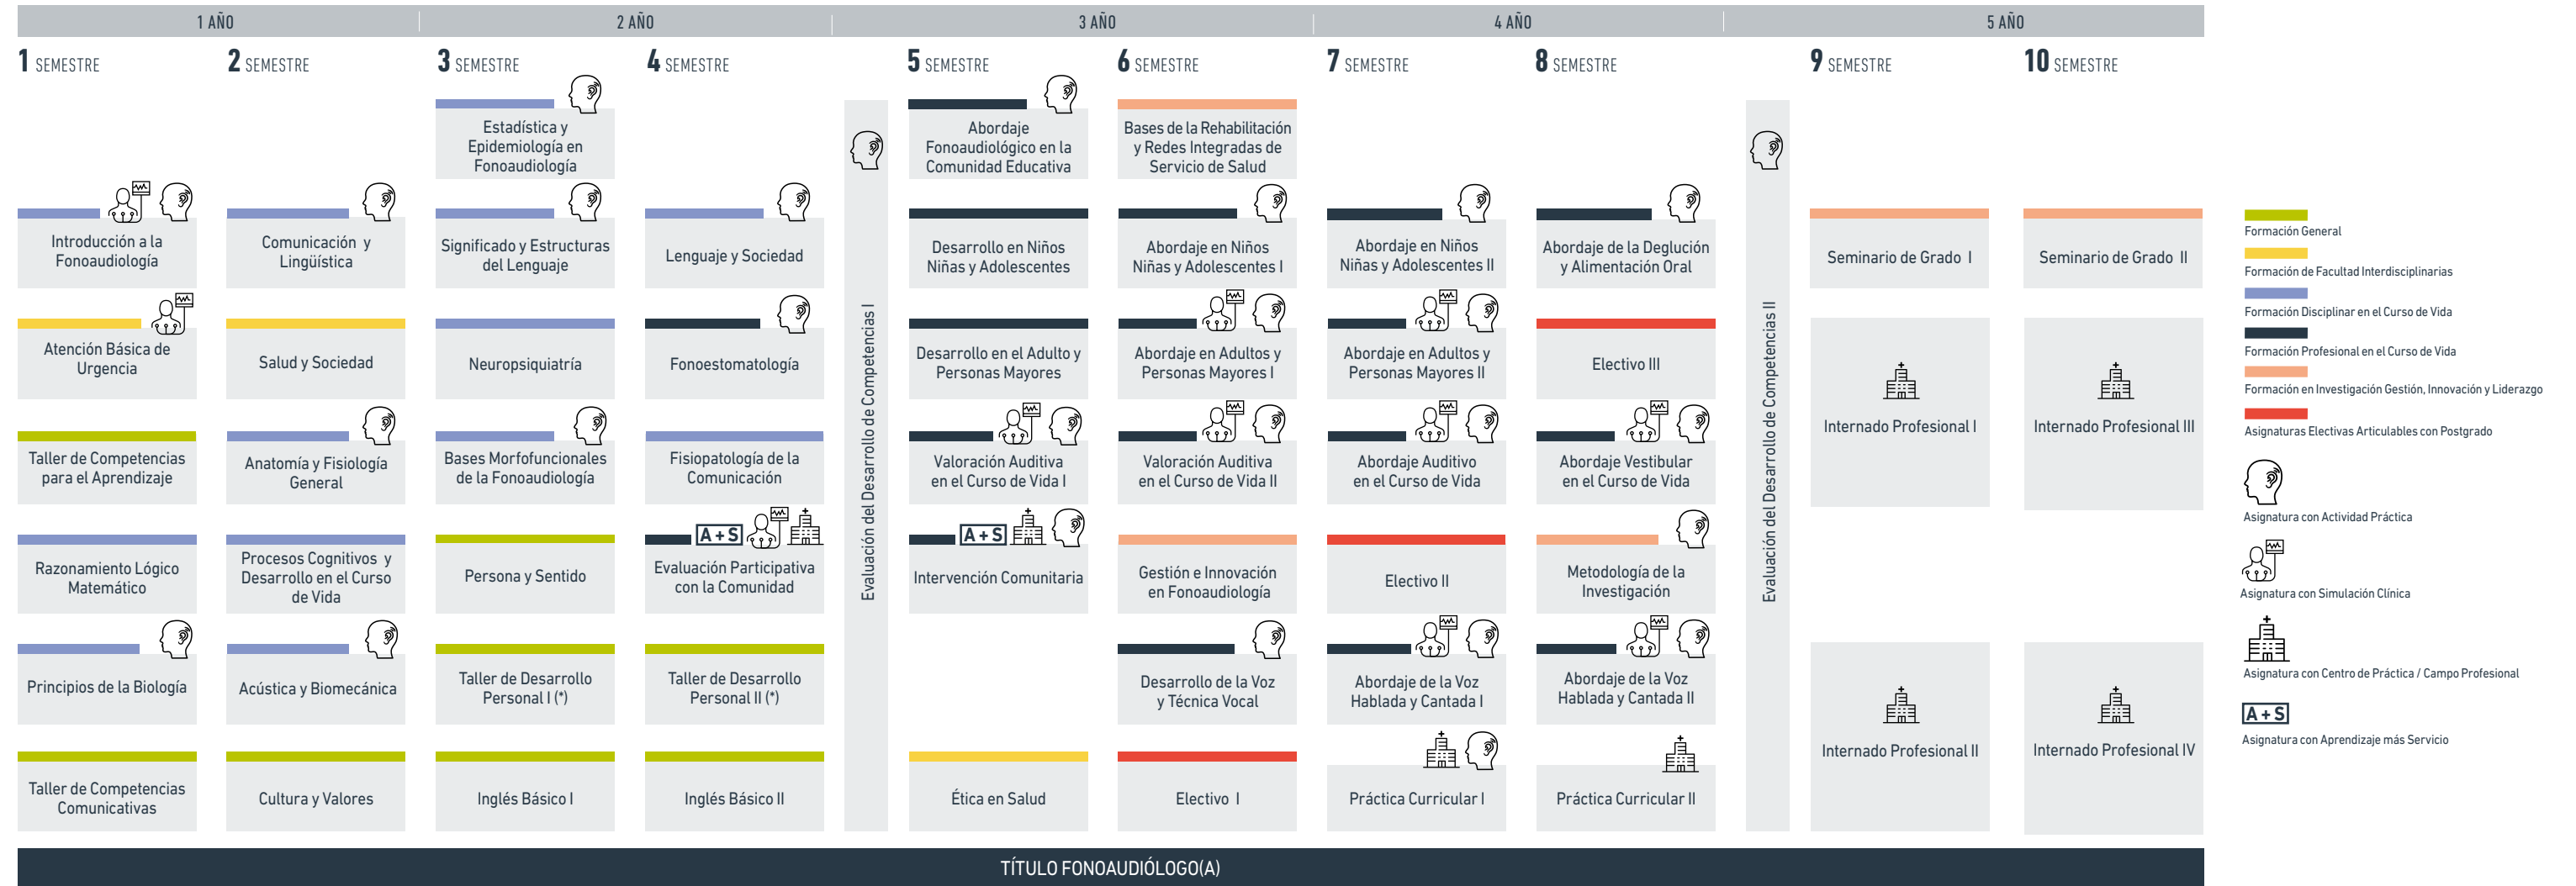 1 AÑO
2 AÑO
3 AÑO
4 AÑO
5 AÑO
1 SEMESTRE
2 SEMESTRE
3 SEMESTRE
4 SEMESTRE
5 SEMESTRE
6 SEMESTRE
7 SEMESTRE
8 SEMESTRE
9 SEMESTRE
10 SEMESTRE
Introducción a la
Fonoaudiología
Atención Básica de
Urgencia
Taller de Competencias
para el Aprendizaje
Razonamiento Lógico
Matemático
Principios de la Biología
Taller de Competencias
Comunicativas
Comunicación y
Lingüística
Salud y Sociedad
Anatomía y Fisiología
General
Procesos Cognitivos y
Desarrollo en el Curso
de Vida
Acústica y Biomecánica
Cultura y Valores
Estadística y
Epidemiología en
Fonoaudiología
Significado y Estructuras
del Lenguaje
Neuropsiquiatría
Bases Morfofuncionales
de la Fonoaudiología
Persona y Sentido
Taller de Desarrollo
Personal I (*)
Inglés Básico I
Lenguaje y Sociedad
Fonoestomatología
Fisiopatología de la
Comunicación
A + S
Evaluación Participativa
con la Comunidad
Taller de Desarrollo
Personal II (*)
Inglés Básico II
Evaluación del Desarrollo de Competencias I
Abordaje
Fonoaudiológico en la
Comunidad Educativa
Desarrollo en Niños
Niñas y Adolescentes
Desarrollo en el Adulto y
Personas Mayores
Valoración Auditiva
en el Curso de Vida I
A + S
Intervención Comunitaria
Ética en Salud
Bases de la Rehabilitación
y Redes Integradas de
Servicio de Salud
Abordaje en Niños
Niñas y Adolescentes I
Abordaje en Adultos y
Personas Mayores I
Valoración Auditiva
en el Curso de Vida II
Gestión e Innovación
en Fonoaudiología
Desarrollo de la Voz
y Técnica Vocal
Electivo I
Abordaje en Niños
Niñas y Adolescentes II
Abordaje en Adultos y
Personas Mayores II
Abordaje Auditivo
en el Curso de Vida
Electivo II
Abordaje de la Voz
Hablada y Cantada I
Práctica Curricular I
Abordaje de la Deglución
y Alimentación Oral
Electivo III
Abordaje Vestibular
en el Curso de Vida
Metodología de la
Investigación
Abordaje de la Voz
Hablada y Cantada II
Práctica Curricular II
Evaluación del Desarrollo de Competencias II
Seminario de Grado I
Internado Profesional I
Internado Profesional II
Seminario de Grado II
Internado Profesional III
Internado Profesional IV
Formación General
Formación de Facultad Interdisciplinarias
Formación Disciplinar en el Curso de Vida
Formación Profesional en el Curso de Vida
Formación en Investigación Gestión, Innovación y Liderazgo
Asignaturas Electivas Articulables con Postgrado
Asignatura con Actividad Práctica
Asignatura con Simulación Clínica
Asignatura con Centro de Práctica / Campo Profesional
A + S
Asignatura con Aprendizaje más Servicio
TÍTULO FONOAUDIÓLOGO(A)